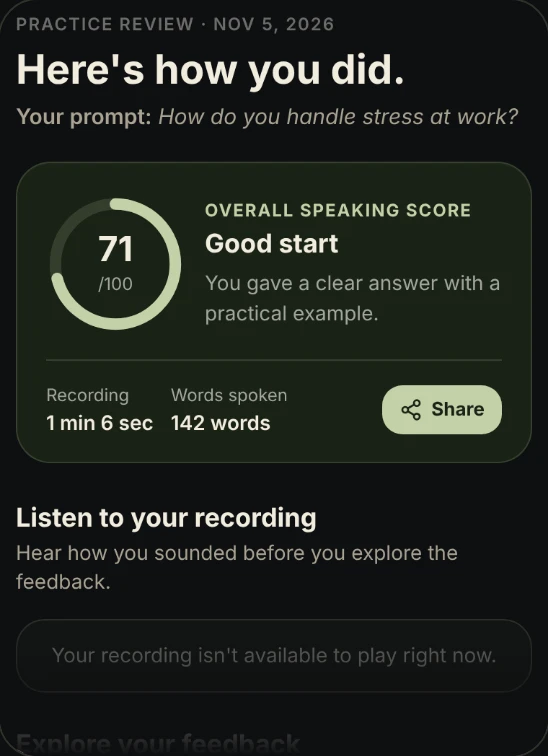 PRACTICE REVIEW · NOV 5, 2026
Here's how you did.
Your prompt: How do you handle stress at work?
71
/100
OVERALL SPEAKING SCORE
Good start
You gave a clear answer with a
practical example.
Recording
1 min 6 sec
Words spoken
142 words
Share
Listen to your recording
Hear how you sounded before you explore the
feedback.
Your recording isn't available to play right now.
Explore your feedback